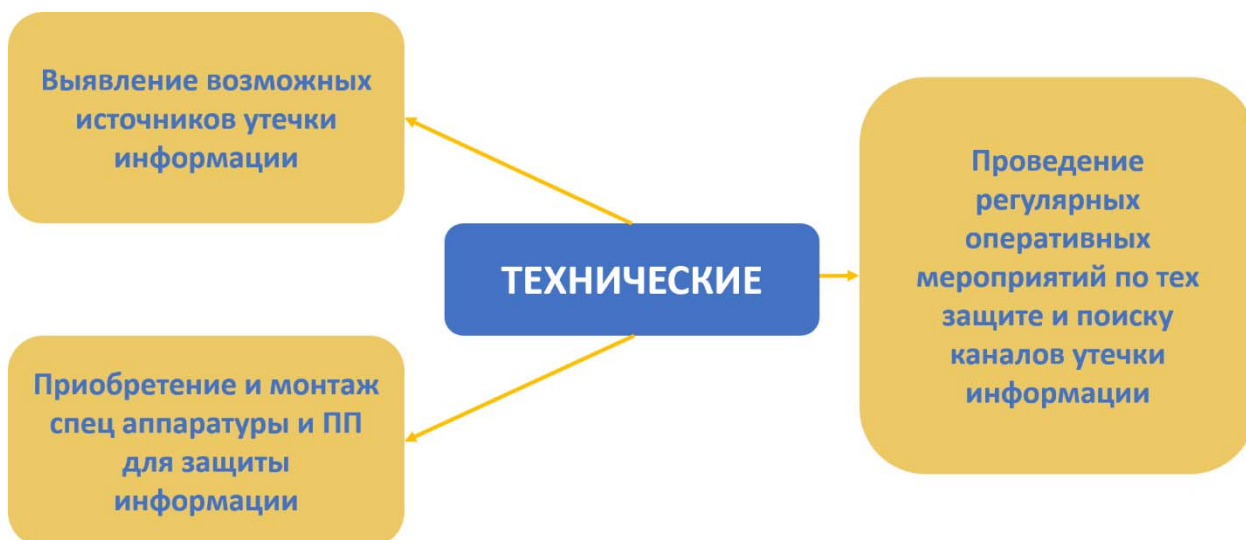 Выявление возможных
источников утечки
информации
ТЕХНИЧЕСКИЕ
Приобретение и монтаж
спец аппаратуры и ПП
для защиты
информации
Проведение
регулярных
оперативных
мероприятий по тех
защите и поиску
каналов утечки
информации